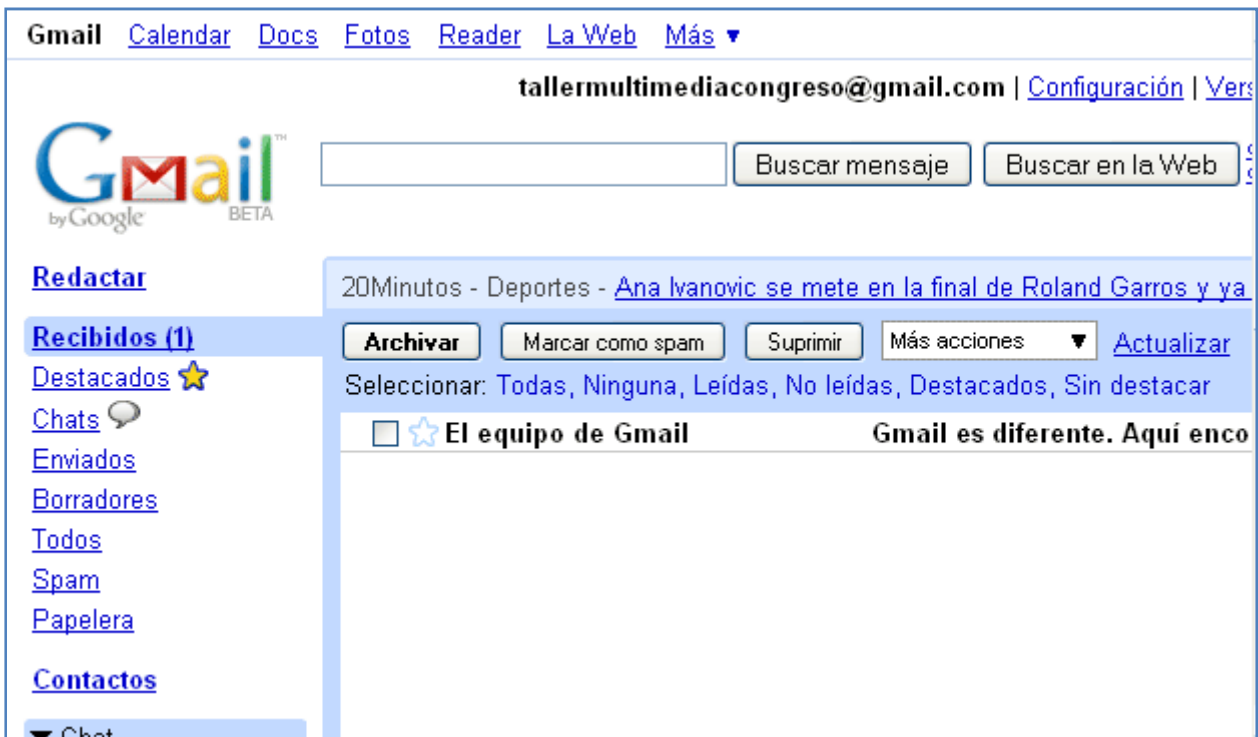 Gmail Calendar Docs Fotos Reader La Web Más ▼
tallermultimediacongreso@gmail.com | Configuración |
Gmail™
by Google BETA
Buscar mensaje Buscar en la Web
Redactar
20Minutos - Deportes - Ana Ivanovic se mete en la final de Roland Garros y ya
Recibidos (1)
Archivar Marcar como spam Suprimir Más acciones ▼ Actualizar
Destacados
Seleccionar: Todas, Ninguna, Leídas, No leídas, Destacados, Sin destacar
Chats
El equipo de Gmail Gmail es diferente. Aquí enco
Enviados
Borradores
Todos
Spam
Papelera
Contactos
▼ Chat